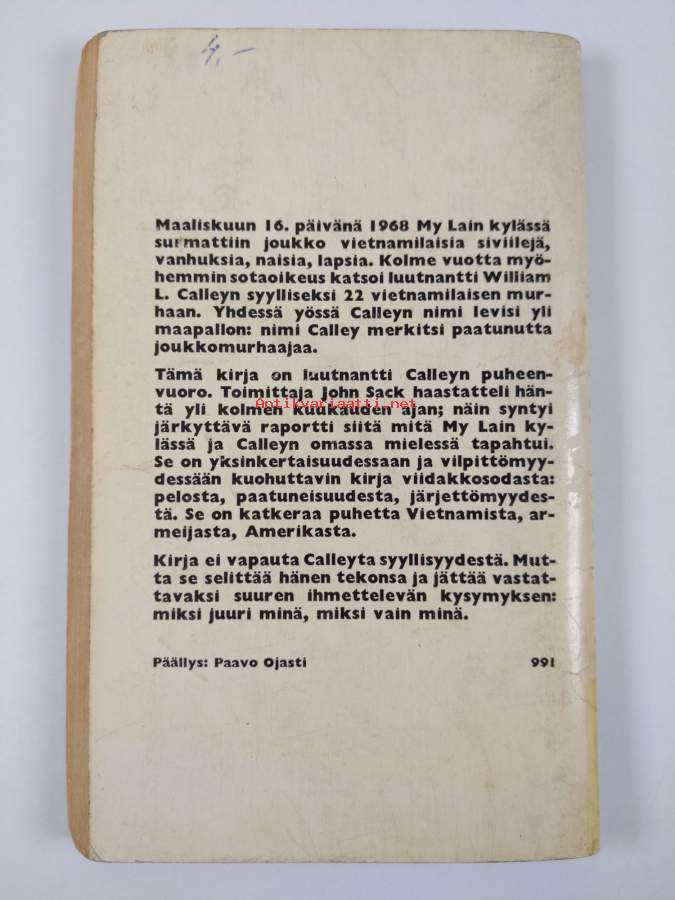 4,-
Maaliskuun 16. päivänä 1968 My Lain kylässä
surmattiin joukko vietnamilaisia siviilejä,
vanhuksia, naisia, lapsia. Kolme vuotta myö-
hemmin sotaoikeus katsoi luutnantti William
L. Calleyn syylliseksi 22 vietnamilaisen mur-
haan. Yhdessä yössä Calleyn nimi levisi yli
maapallon: nimi Calley merkitsi paatunutta
joukkomurhaajaa.
Tämä kirja on luutnantti Calleyn puheen-
vuoro. Toimittaja John Sack haastatteli hän-
tä yli kolmen kuukauden ajan; näin syntyi
Antikvariaatti.net
järkyttävä raportti siitä mitä My Lain ky-
lässä ja Calleyn omassa mielessä tapahtui.
Se on yksinkertaisuudessaan ja vilpittömyy-
dessään kuohuttavin kirja viidakkosodasta:
pelosta, paatuneisuudesta, järjettömyydes-
tä. Se on katkeraa puhetta Vietnamista, ar-
meijasta, Amerikasta.
Kirja ei vapauta Calleyta syyllisyydestä. Mut-
ta se selittää hänen tekonsa ja jättää vastat-
tavaksi suuren ihmettelevän kysymyksen:
miksi juuri minä, miksi vain minä.
Päällys: Paavo Ojasti 991